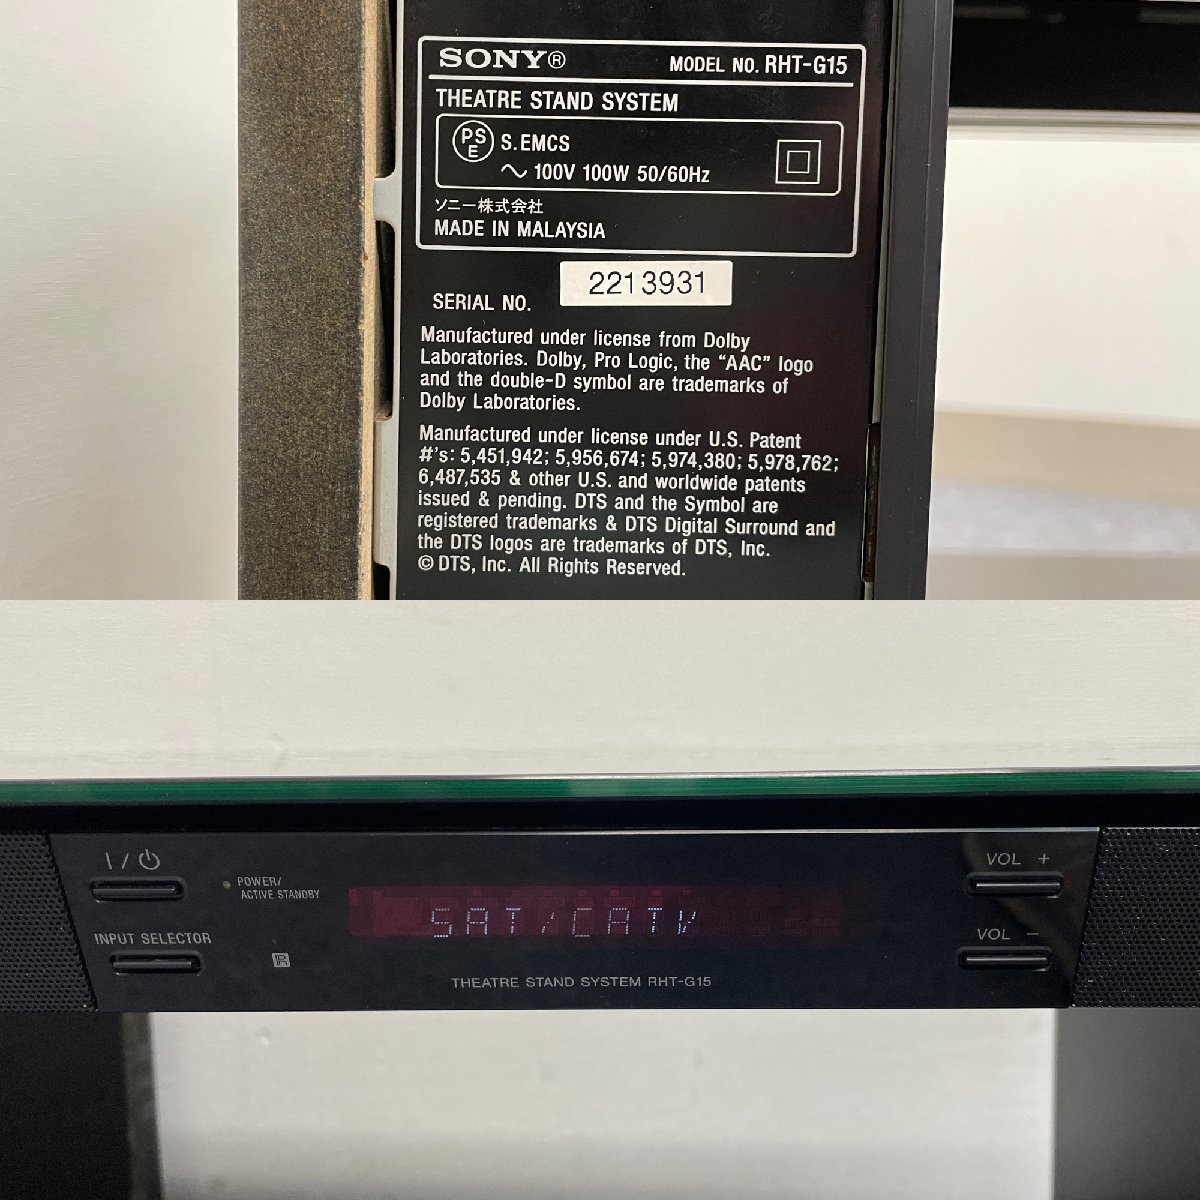 SONY® MODEL NO. RHT-G15
THEATRE STAND SYSTEM
PS E S.EMCS
〜 100V 100W 50/60Hz
ソニー株式会社
MADE IN MALAYSIA
SERIAL NO. 2213931
Manufactured under license from Dolby
Laboratories. Dolby, Pro Logic, the “AAC” logo
and the double-D symbol are trademarks of
Dolby Laboratories.
Manufactured under license under U.S. Patent
#'s: 5,451,942; 5,956,674; 5,974,380; 5,978,762;
6,487,535 & other U.S. and worldwide patents
issued & pending. DTS and the Symbol are
registered trademarks & DTS Digital Surround and
the DTS logos are trademarks of DTS, Inc.
© DTS, Inc. All Rights Reserved.
I / ⏻
POWER/
ACTIVE STANDBY
INPUT SELECTOR
SAT/CATV
VOL +
VOL −
THEATRE STAND SYSTEM RHT-G15